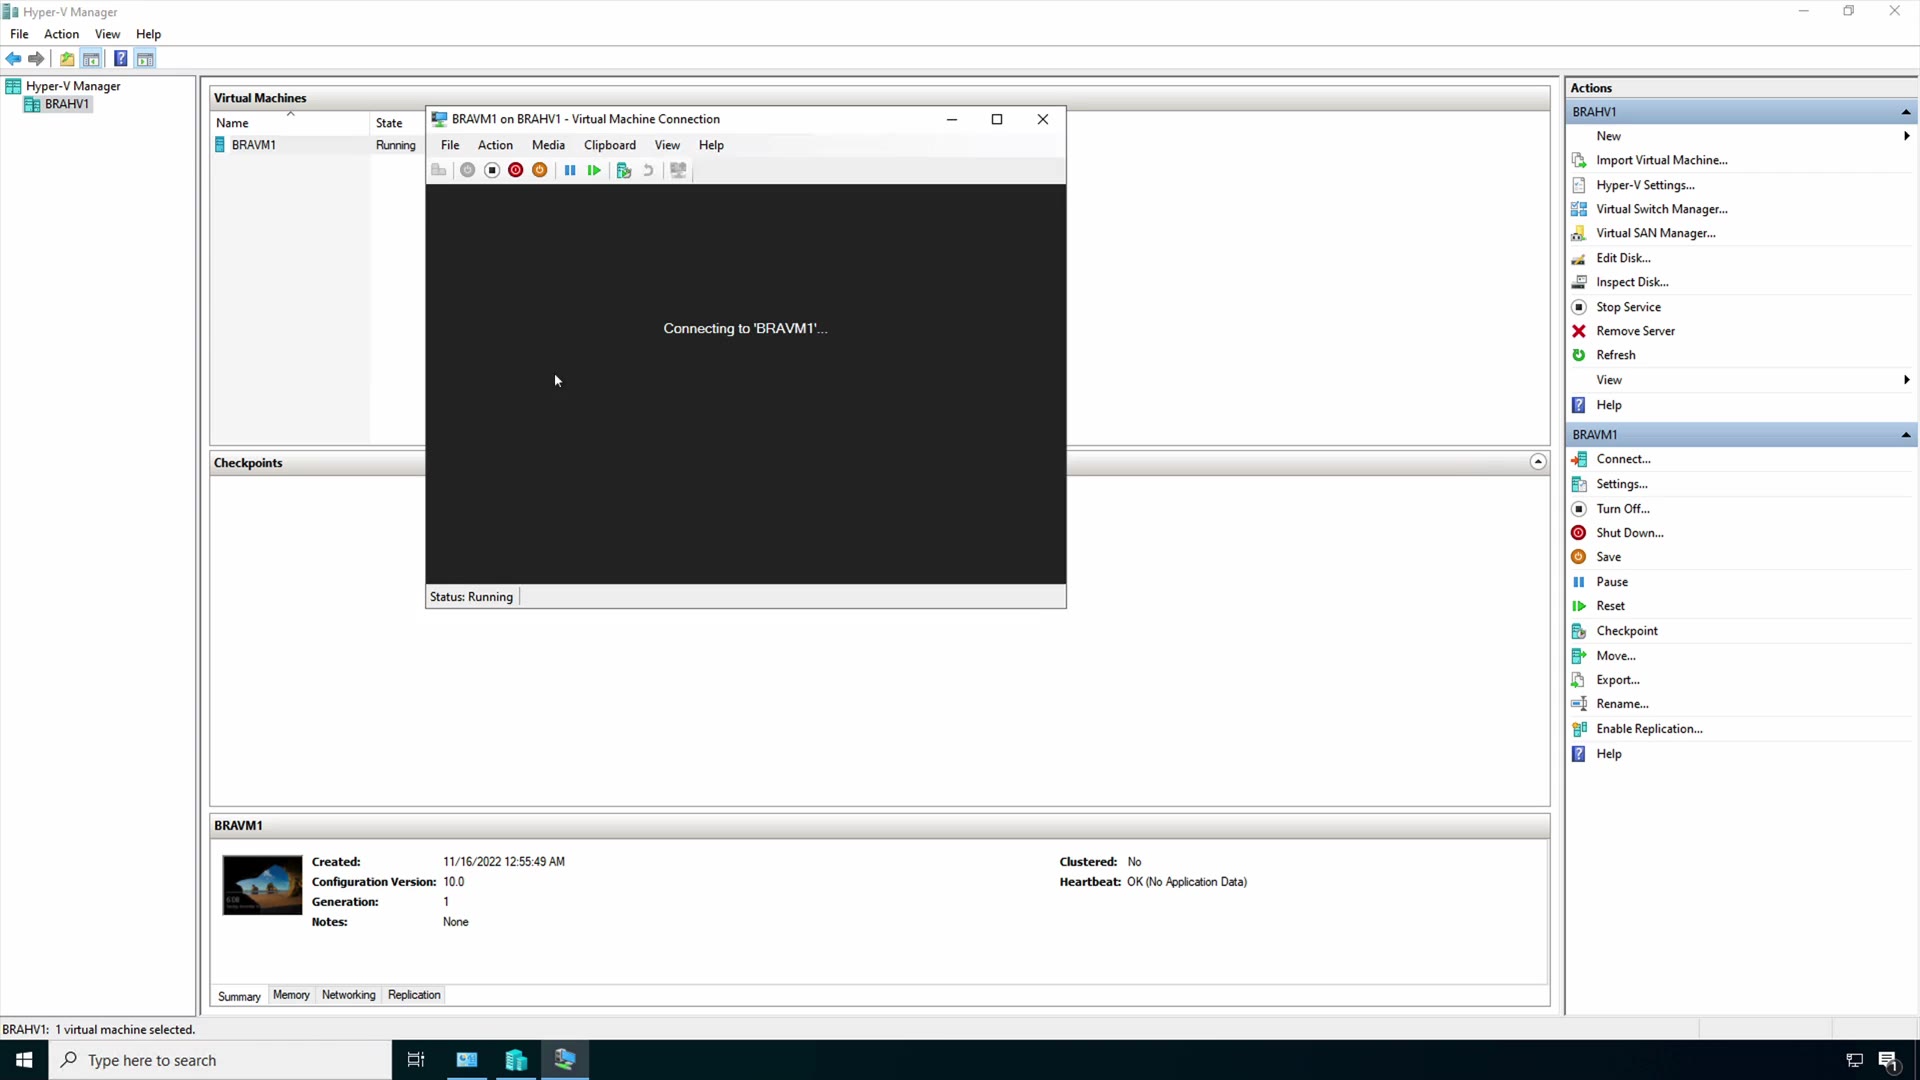 Hyper-V Manager
File Action View Help
Hyper-V Manager
BRAHV1
Virtual Machines
Name State
BRAVM1 Running
BRAVM1 on BRAHV1 - Virtual Machine Connection
File Action Media Clipboard View Help
Connecting to 'BRAVM1'...
Status: Running
Checkpoints
BRAVM1
Created: 11/16/2022 12:55:49 AM
Configuration Version: 10.0
Generation: 1
Notes: None
Clustered: No
Heartbeat: OK (No Application Data)
Summary Memory Networking Replication
Actions
BRAHV1
New
Import Virtual Machine...
Hyper-V Settings...
Virtual Switch Manager...
Virtual SAN Manager...
Edit Disk...
Inspect Disk...
Stop Service
Remove Server
Refresh
View
Help
BRAVM1
Connect...
Settings...
Turn Off...
Shut Down...
Save
Pause
Reset
Checkpoint
Move...
Export...
Rename...
Enable Replication...
Help
BRAHV1: 1 virtual machine selected.
Type here to search
1